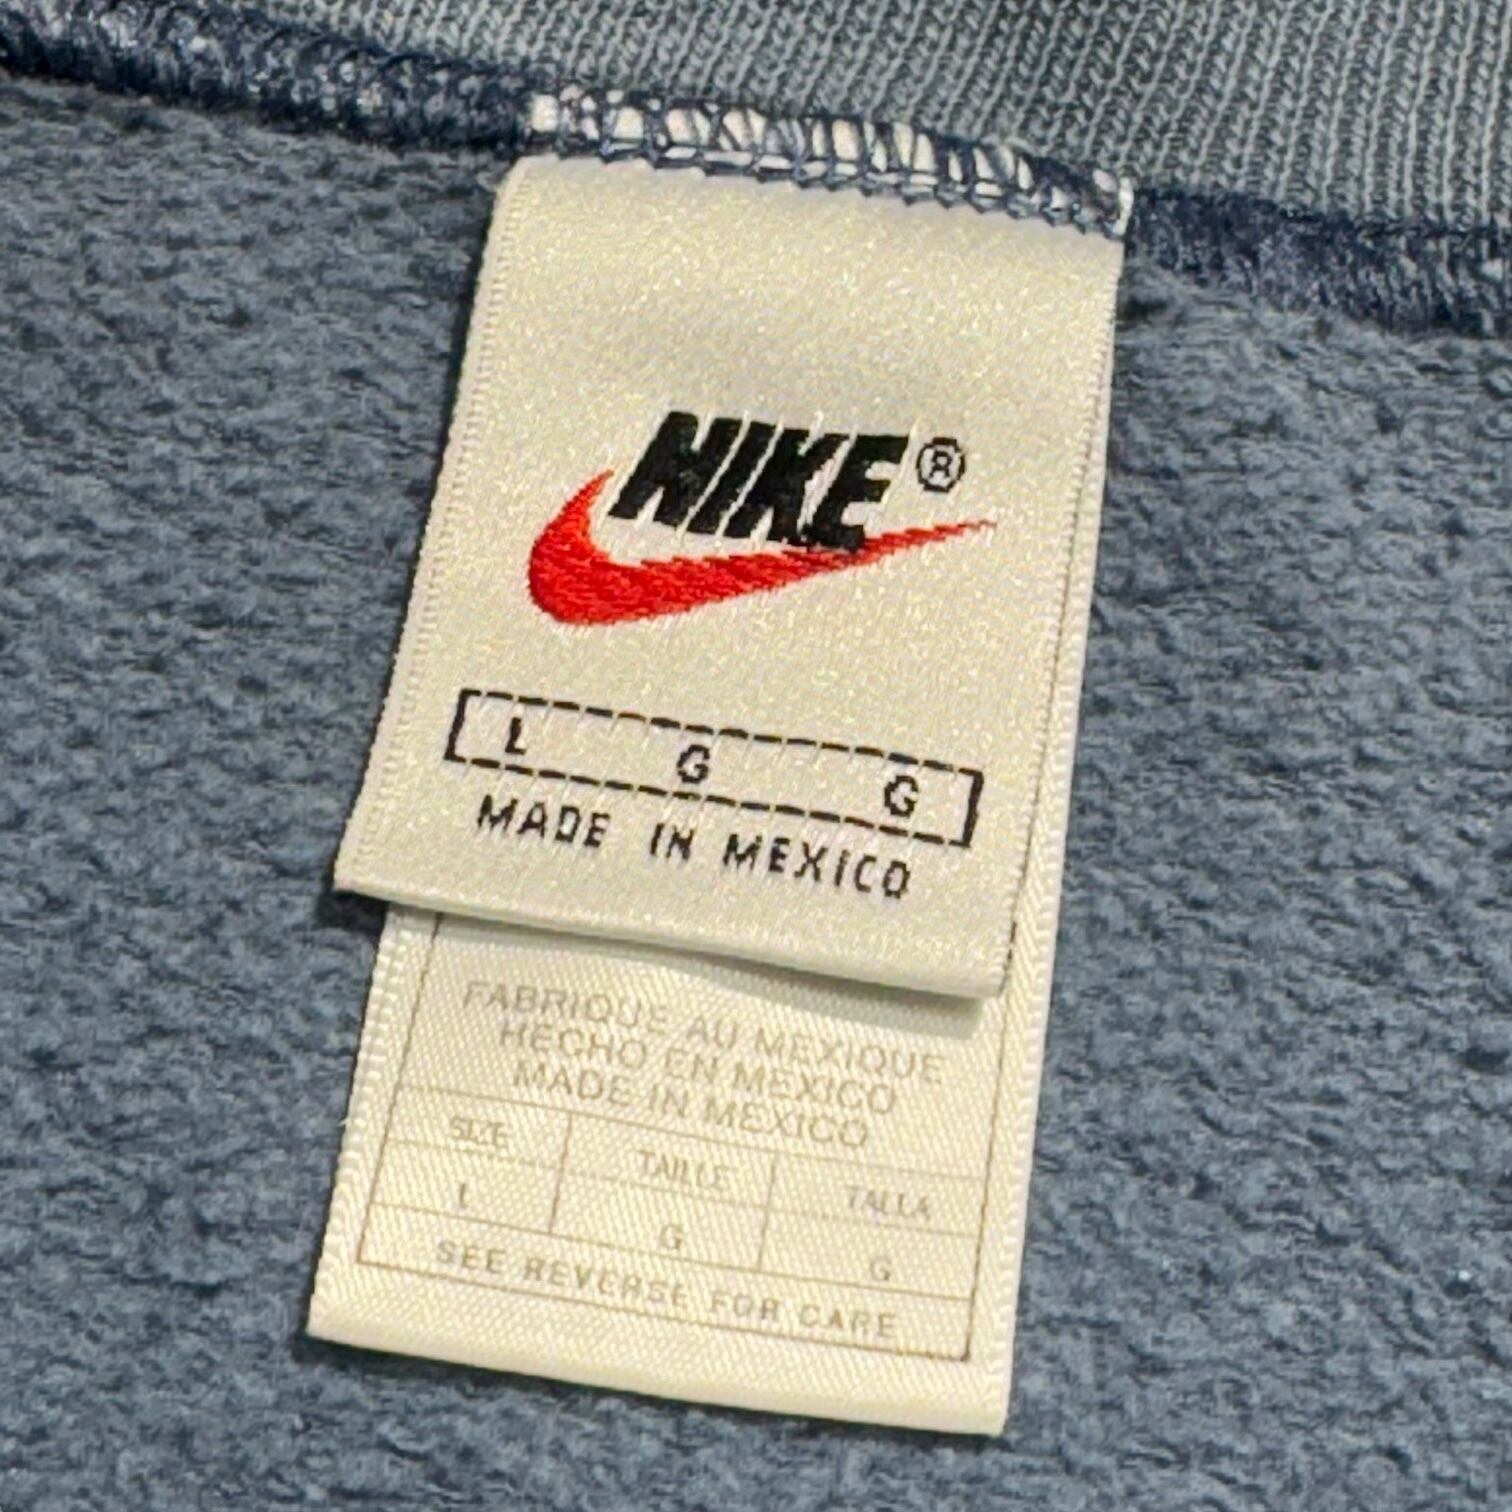 NIKE®
L G G
MADE IN MEXICO
FABRIQUE AU MEXIQUE
HECHO EN MEXICO
MADE IN MEXICO
SIZE TAILLE TALLA
L G G
SEE REVERSE FOR CARE